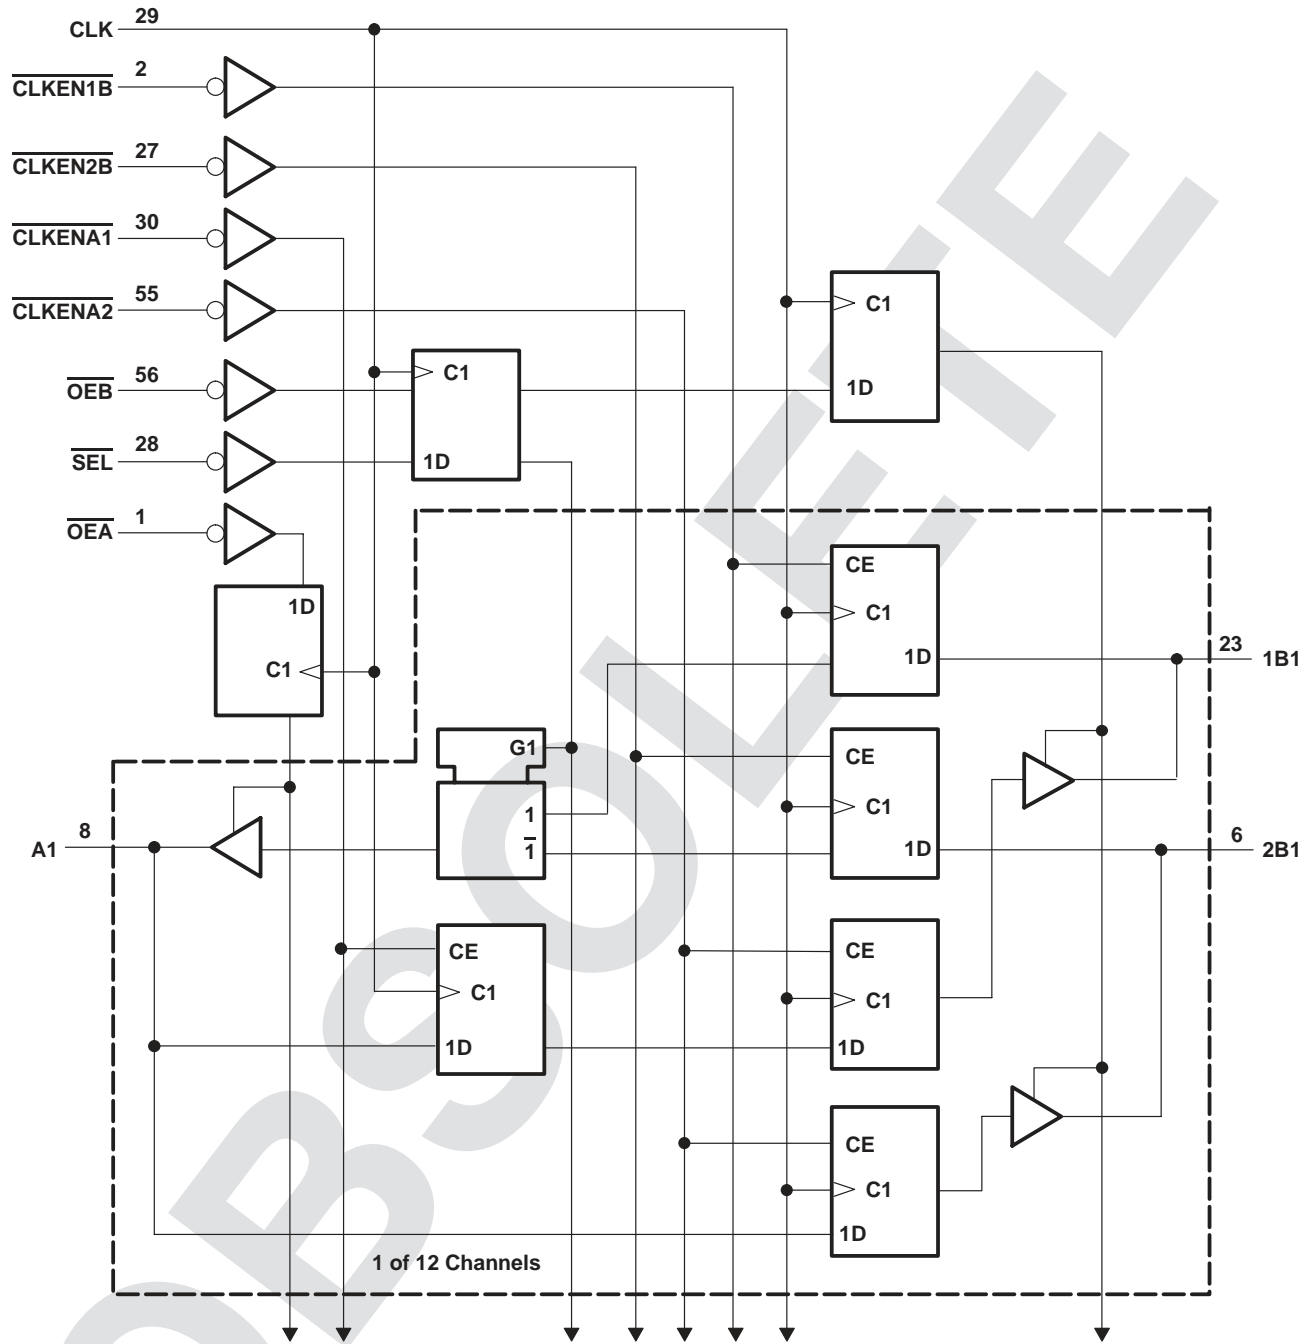 CLK 29
CLKEN1B 2
CLKEN2B 27
CLKENA1 30
CLKENA2 55
OEB 56
SEL 28
OEA 1
C1
1D
C1
1D
1D
C1
CE
C1
1D
23 1B1
G1
1
1
CE
C1
1D
6 2B1
A1 8
CE
C1
1D
CE
C1
1D
CE
C1
1D
1 of 12 Channels
OBSOLETE